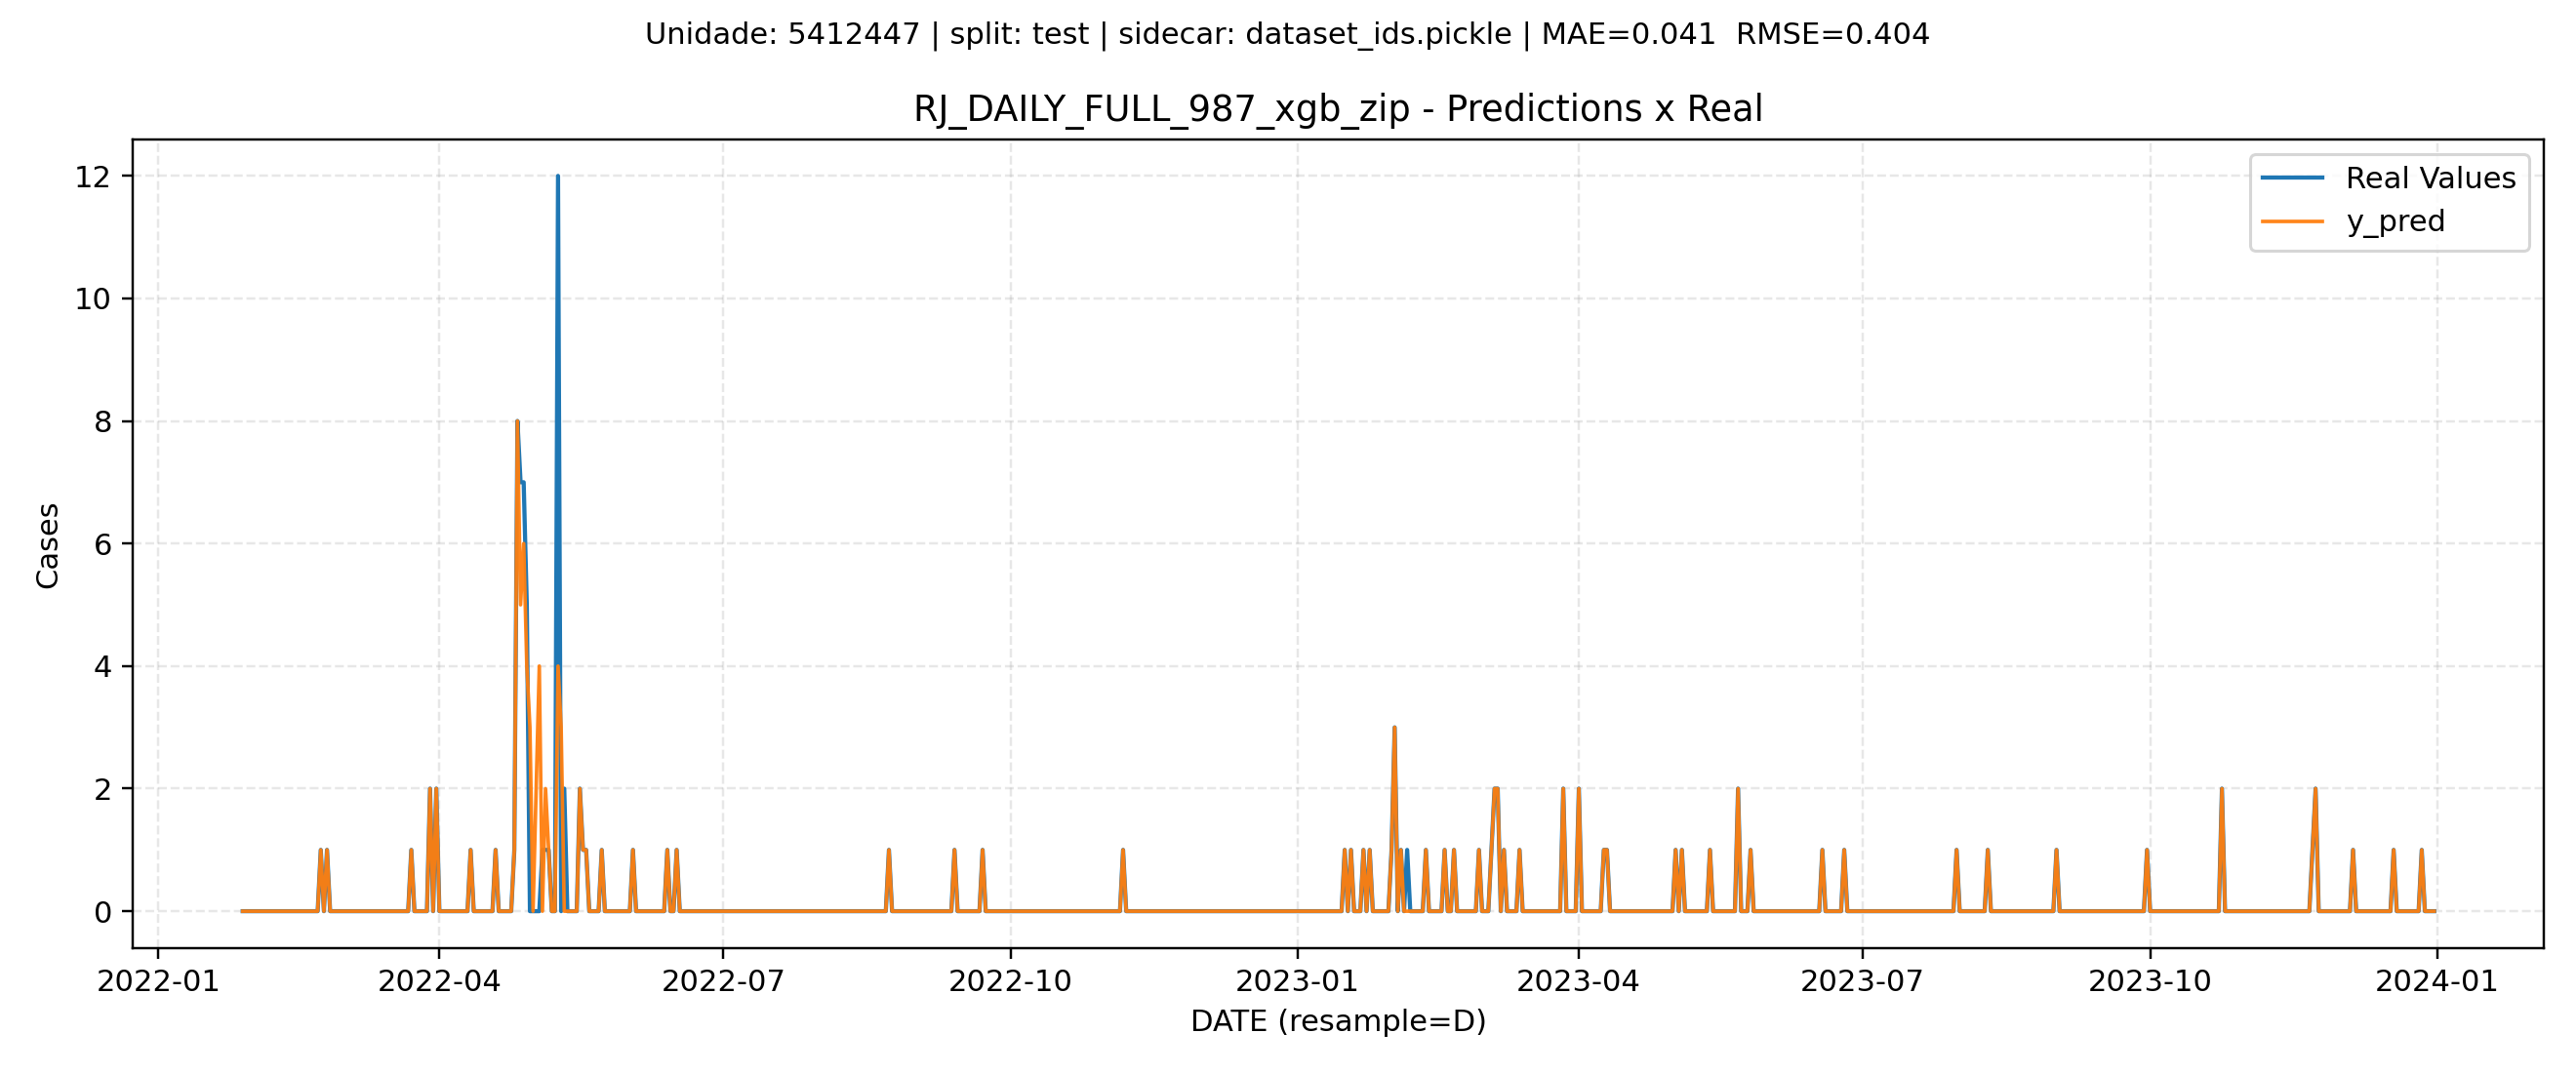 Unidade: 5412447 | split: test | sidecar: dataset_ids.pickle | MAE=0.041  RMSE=0.404
RJ_DAILY_FULL_987_xgb_zip - Predictions x Real
Real Values
y_pred
12
10
8
6
4
2
0
Cases
2022-01
2022-04
2022-07
2022-10
2023-01
2023-04
2023-07
2023-10
2024-01
DATE (resample=D)